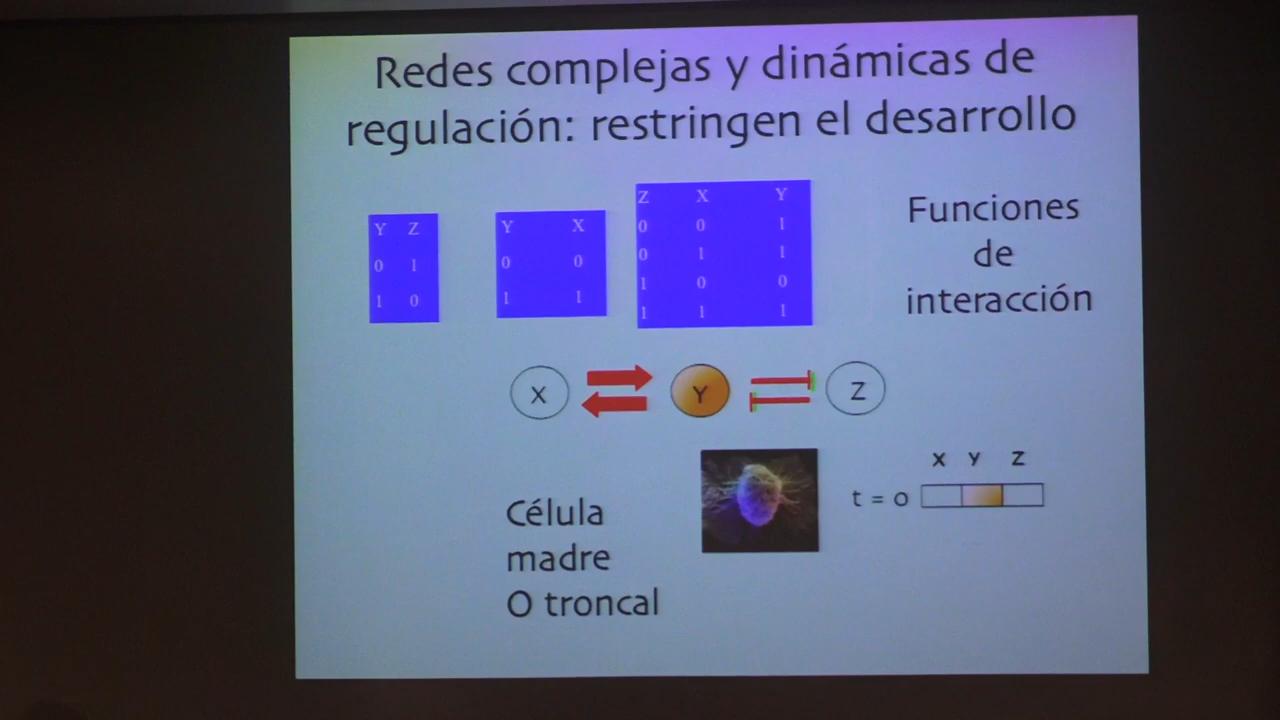 Redes complejas y dinámicas de
regulación: restringen el desarrollo
Y Z
0 1
1 0
Y X
0 0
1 1
Z X Y
0 0 1
0 1 1
1 0 0
1 1 1
Funciones
de
interacción
X
Y
Z
Célula
madre
O troncal
X Y Z
t = 0